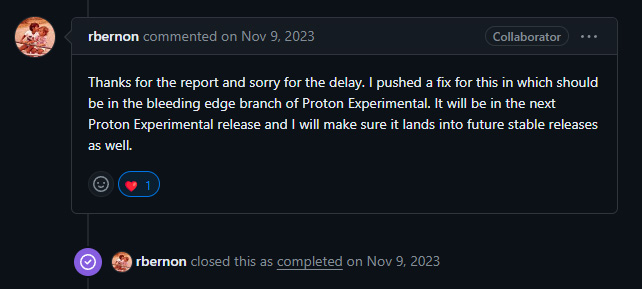 rbernon commented on Nov 9, 2023 Collaborator
Thanks for the report and sorry for the delay. I pushed a fix for this in which should
be in the bleeding edge branch of Proton Experimental. It will be in the next
Proton Experimental release and I will make sure it lands into future stable releases
as well.
1
rbernon closed this as completed on Nov 9, 2023